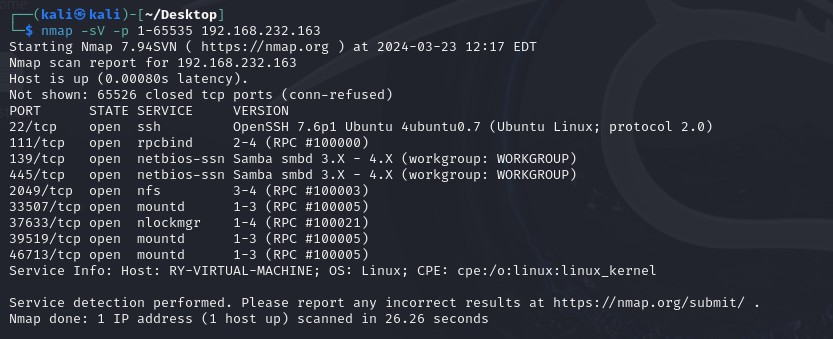 ┌──(kali㉿kali)-[~/Desktop]
└─$ nmap -sV -p 1-65535 192.168.232.163
Starting Nmap 7.94SVN ( https://nmap.org ) at 2024-03-23 12:17 EDT
Nmap scan report for 192.168.232.163
Host is up (0.00080s latency).
Not shown: 65526 closed tcp ports (conn-refused)
PORT      STATE SERVICE     VERSION
22/tcp    open  ssh         OpenSSH 7.6p1 Ubuntu 4ubuntu0.7 (Ubuntu Linux; protocol 2.0)
111/tcp   open  rpcbind     2-4 (RPC #100000)
139/tcp   open  netbios-ssn Samba smbd 3.X - 4.X (workgroup: WORKGROUP)
445/tcp   open  netbios-ssn Samba smbd 3.X - 4.X (workgroup: WORKGROUP)
2049/tcp  open  nfs         3-4 (RPC #100003)
33507/tcp open  mountd      1-3 (RPC #100005)
37633/tcp open  nlockmgr    1-4 (RPC #100021)
39519/tcp open  mountd      1-3 (RPC #100005)
46713/tcp open  mountd      1-3 (RPC #100005)
Service Info: Host: RY-VIRTUAL-MACHINE; OS: Linux; CPE: cpe:/o:linux:linux_kernel

Service detection performed. Please report any incorrect results at https://nmap.org/submit/ .
Nmap done: 1 IP address (1 host up) scanned in 26.26 seconds